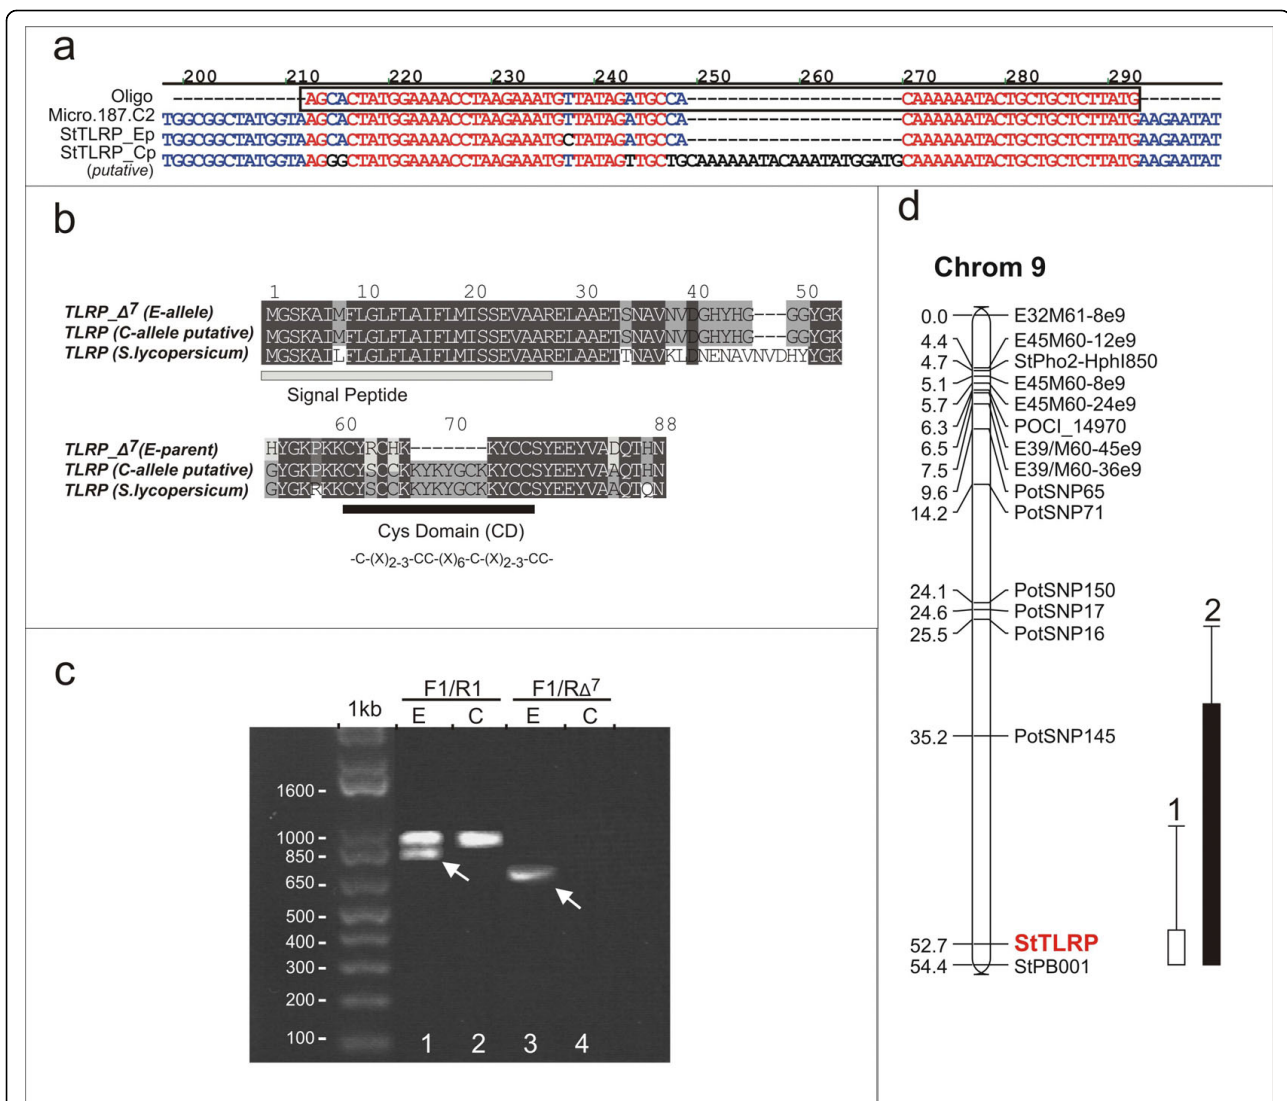 a
200 210 220 230 240 250 260 270 280 290
Oligo ------------AGCACTATGGAAAACCTAAGAAATGTTATAGATGCCA---------------------CAAAAAATACTGCTGCTCTTATG--------
Micro.187.C2 TGGCGGCTATGGTAAGCACTATGGAAAACCTAAGAAATGTTATAGATGCCA---------------------CAAAAAATACTGCTGCTCTTATGAAGAATAT
StTLRP_Ep TGGCGGCTATGGTAAGCACTATGGAAAACCTAAGAAATGCTATAGATGCCA---------------------CAAAAAATACTGCTGCTCTTATGAAGAATAT
StTLRP_Cp TGGCGGCTATGGTAAGGGCTATGGAAAACCTAAGAAATGTTATAGTTGCTGCAAAAAATACAAATATGGATGCAAAAAATACTGCTGCTCTTATGAAGAATAT
(putative)
b
1 10 20 30 40 50
TLRP_Δ7 (E-allele) MGSKAIMFLGLFLAIFLMISSEVAARELAAETSNAVNVDGHYHG---GGYGK
TLRP (C-allele putative) MGSKAIMFLGLFLAIFLMISSEVAARELAAETSNAVNVDGHYHG---GGYGK
TLRP (S.lycopersicum) MGSKAILFLGLFLAIFLMISSEVAARELAAETTNAVKLDNENAVNVDHYYGK
Signal Peptide
60 70 88
TLRP_Δ7(E-parent) HYGKPKKCYRCHK-------KYCCSYEEYVADQTHN
TLRP (C-allele putative) GYGKPKKCYSCCKKYKYGCKKYCCSYEEYVAAQTHN
TLRP (S.lycopersicum) GYGKRKKCYSCCKKYKYGCKKYCCSYEEYVAAQTQN
Cys Domain (CD)
-C-(X)2-3-CC-(X)6-C-(X)2-3-CC-
c
F1/R1 F1/RΔ7
1kb E C E C
1600
1000
850
650
500
400
300
200
100
1 2 3 4
d
Chrom 9
0.0 E32M61-8e9
4.4 E45M60-12e9
4.7 StPho2-HphI850
5.1 E45M60-8e9
5.7 E45M60-24e9
6.3 POCI_14970
6.5 E39/M60-45e9
7.5 E39/M60-36e9
9.6 PotSNP65
14.2 PotSNP71
24.1 PotSNP150
24.6 PotSNP17
25.5 PotSNP16
35.2 PotSNP145
52.7 StTLRP
54.4 StPB001
1
2